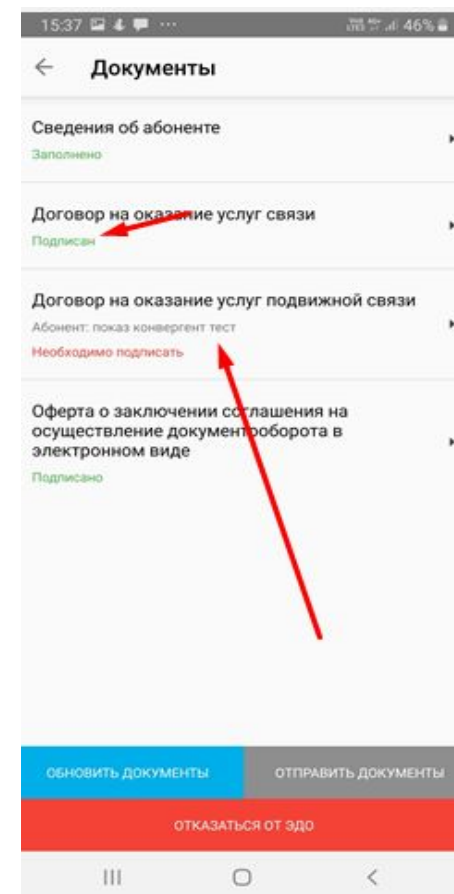 15:37 ... 46%
Документы
Сведения об абоненте
Заполнено
Договор на оказание услуг связи
Подписан
Договор на оказание услуг подвижной связи
Абонент: показ конвергент тест
Необходимо подписать
Оферта о заключении соглашения на
осуществление документооборота в
электронном виде
Подписано
ОБНОВИТЬ ДОКУМЕНТЫ ОТПРАВИТЬ ДОКУМЕНТЫ
ОТКАЗАТЬСЯ ОТ ЭДО